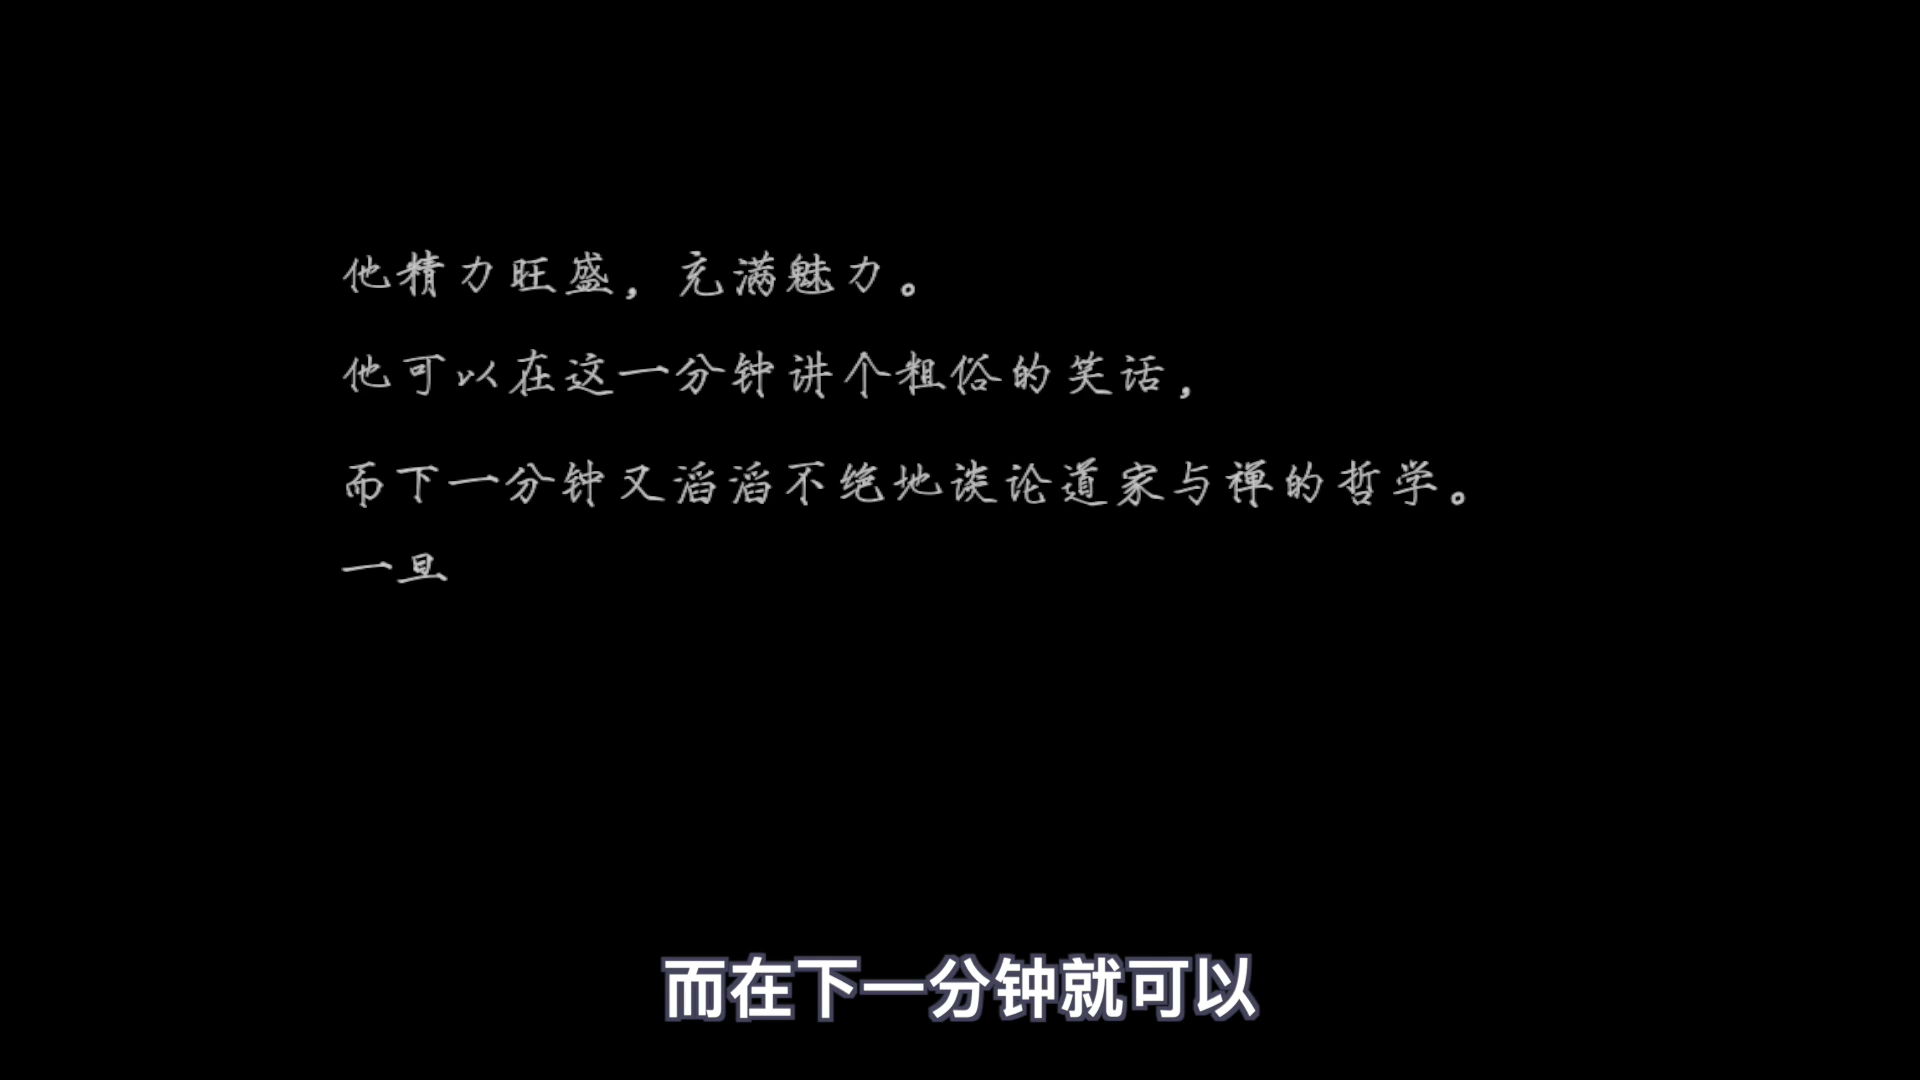 他精力旺盛，充满魅力。
他可以在这一分钟讲个粗俗的笑话，
而下一分钟又滔滔不绝地谈论道家与禅的哲学。
一旦
而在下一分钟就可以